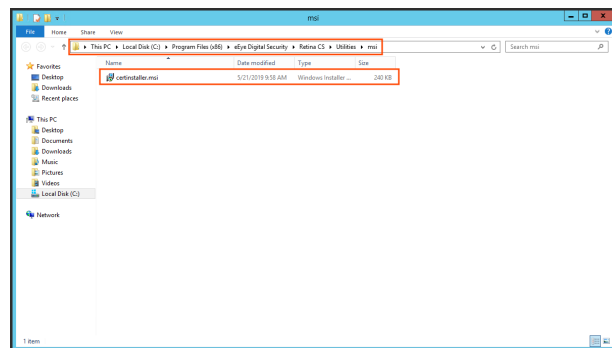 msi
File Home Share View
This PC ▸ Local Disk (C:) ▸ Program Files (x86) ▸ eEye Digital Security ▸ Retina CS ▸ Utilities ▸ msi
Search msi
Name Date modified Type Size
certinstaller.msi 5/21/2019 9:58 AM Windows Installer ... 240 KB
Favorites
Desktop
Downloads
Recent places
This PC
Desktop
Documents
Downloads
Music
Pictures
Videos
Local Disk (C:)
Network
1 item